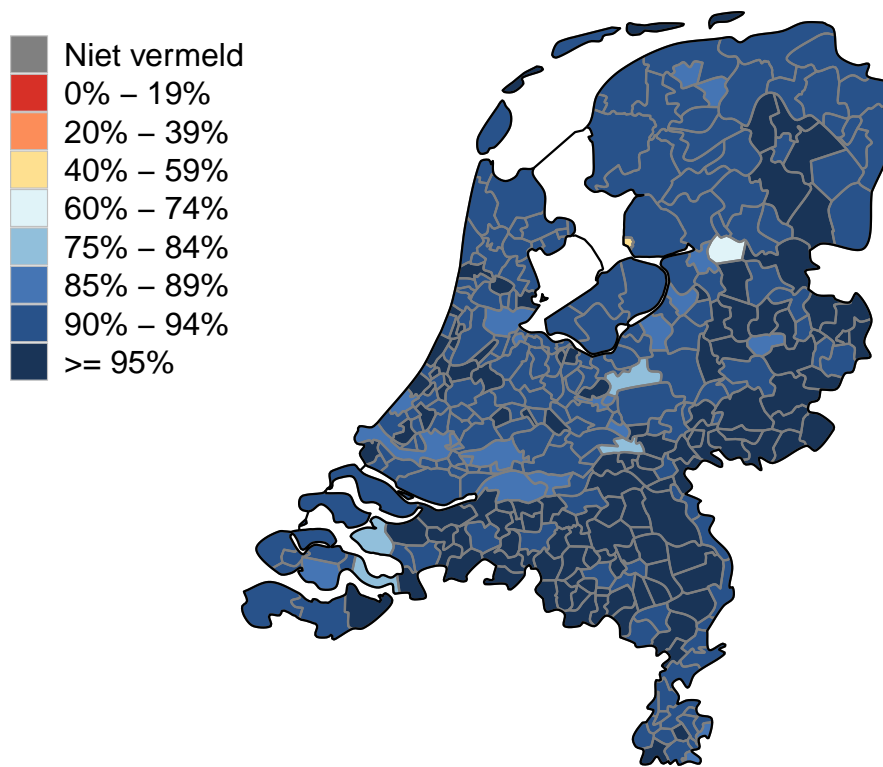 Niet vermeld
0% – 19%
20% – 39%
40% – 59%
60% – 74%
75% – 84%
85% – 89%
90% – 94%
>= 95%